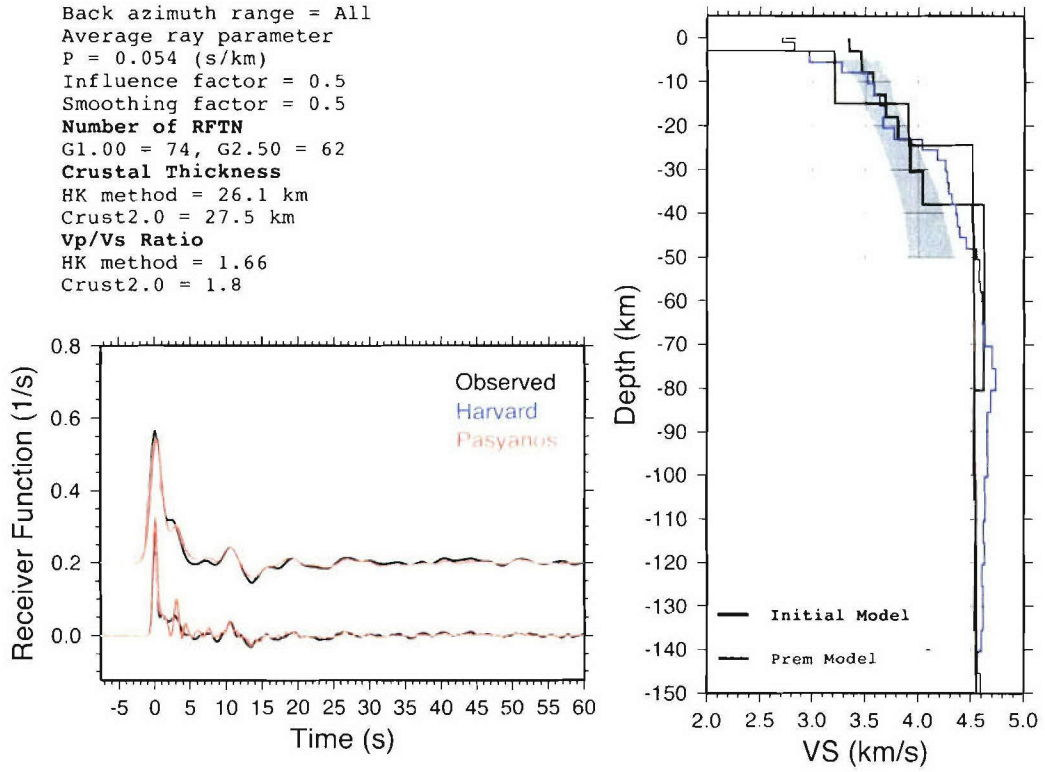 Back azimuth range = All
Average ray parameter
P = 0.054 (s/km)
Influence factor = 0.5
Smoothing factor = 0.5
Number of RFTN
G1.00 = 74, G2.50 = 62
Crustal Thickness
HK method = 26.1 km
Crust2.0 = 27.5 km
Vp/Vs Ratio
HK method = 1.66
Crust2.0 = 1.8
Receiver Function (1/s)
0.8
0.6
0.4
0.2
0.0
Observed
Harvard
Pasyanos
-5 0 5 10 15 20 25 30 35 40 45 50 55 60
Time (s)
Depth (km)
0
-10
-20
-30
-40
-50
-60
-70
-80
-90
-100
-110
-120
-130
-140
-150
Initial Model
Prem Model
2.0 2.5 3.0 3.5 4.0 4.5 5.0
VS (km/s)